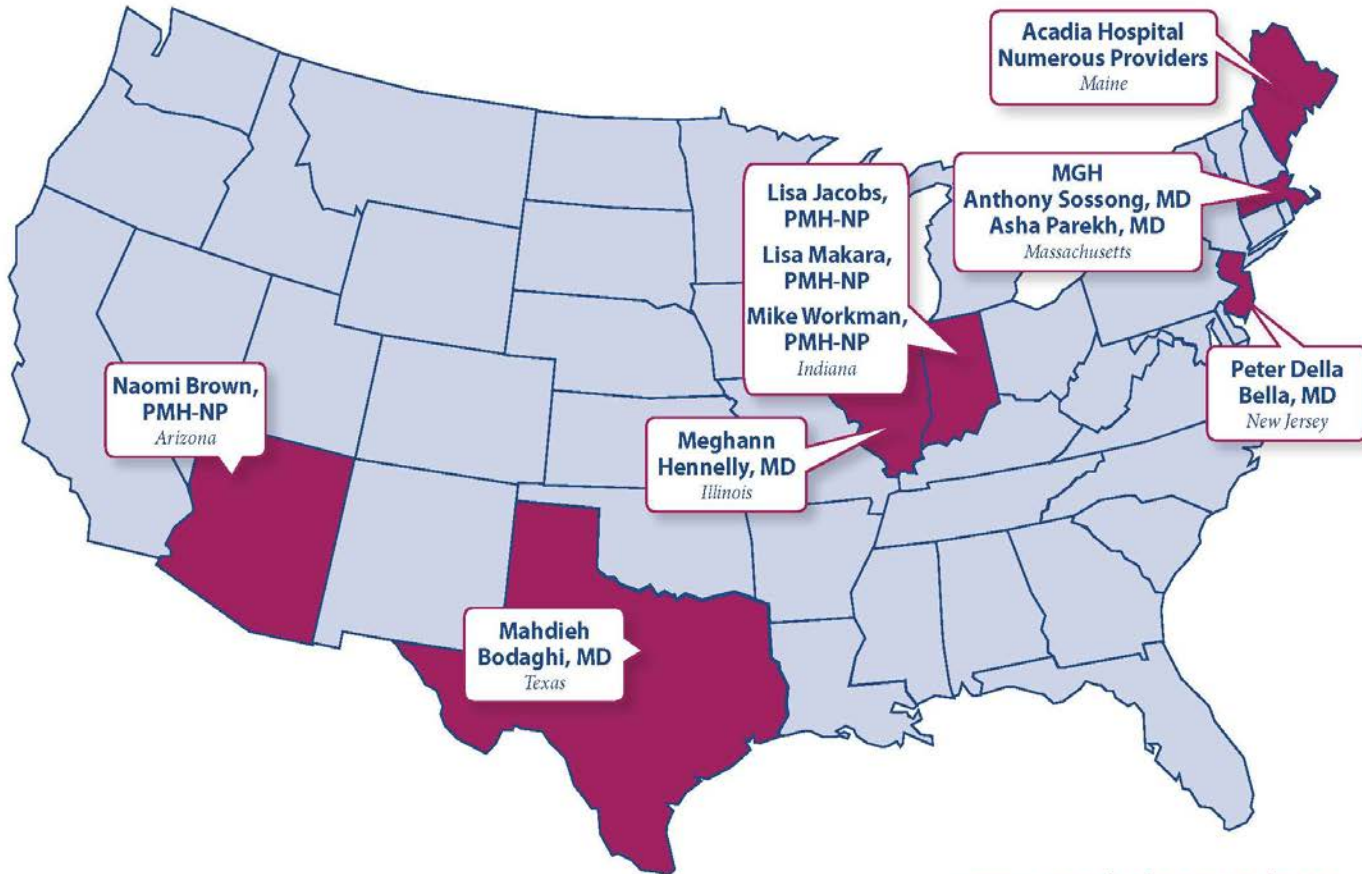 Acadia Hospital
Numerous Providers
Maine
MGH
Anthony Sossong, MD
Asha Parekh, MD
Massachusetts
Lisa Jacobs,
PMH-NP
Lisa Makara,
PMH-NP
Mike Workman,
PMH-NP
Indiana
Peter Della
Bella, MD
New Jersey
Naomi Brown,
PMH-NP
Arizona
Meghann
Hennelly, MD
Illinois
Mahdieh
Bodaghi, MD
Texas